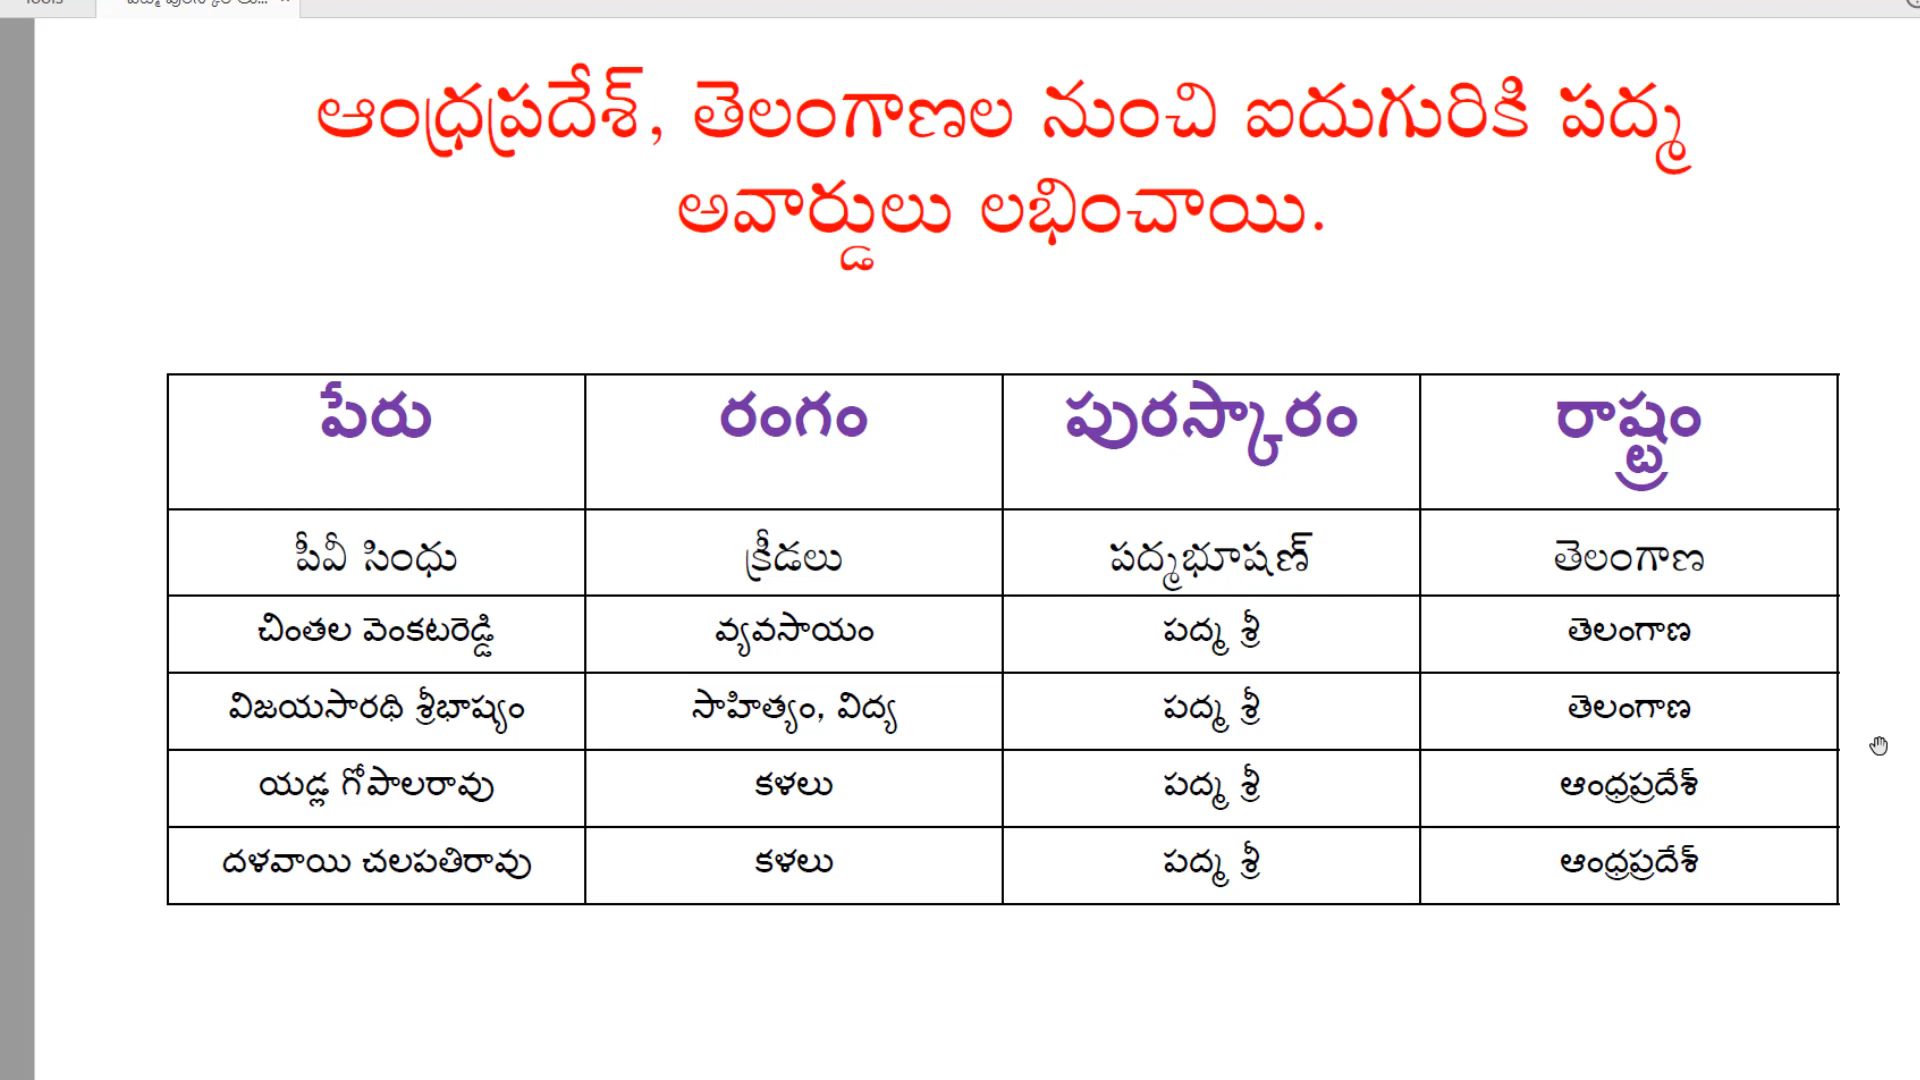 ఆంధ్రప్రదేశ్, తెలంగాణల నుంచి ఐదుగురికి పద్మ
అవార్డులు లభించాయి.
పేరు రంగం పురస్కారం రాష్ట్రం
పీవీ సింధు క్రీడలు పద్మభూషణ్ తెలంగాణ
చింతల వెంకటరెడ్డి వ్యవసాయం పద్మ శ్రీ తెలంగాణ
విజయసారథి శ్రీభాష్యం సాహిత్యం, విద్య పద్మ శ్రీ తెలంగాణ
యడ్ల గోపాలరావు కళలు పద్మ శ్రీ ఆంధ్రప్రదేశ్
దళవాయి చలపతిరావు కళలు పద్మ శ్రీ ఆంధ్రప్రదేశ్